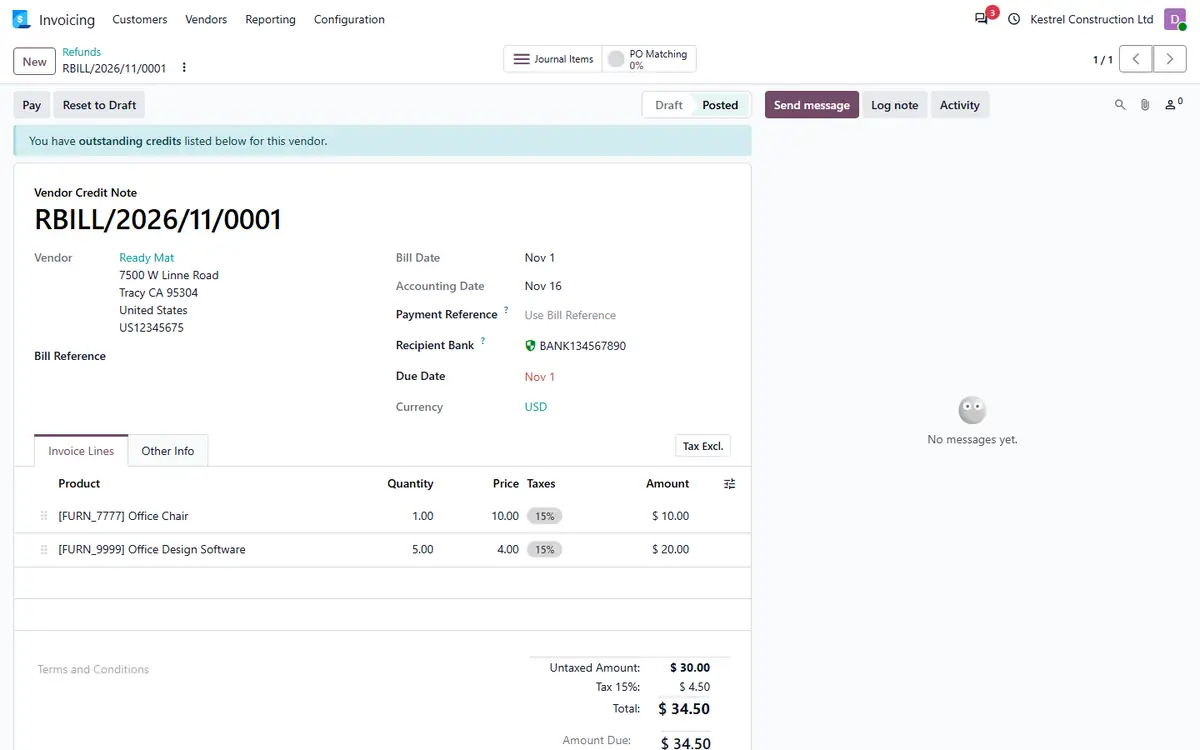 Invoicing Customers Vendors Reporting Configuration 3 Kestrel Construction Ltd D
New Refunds
RBILL/2026/11/0001
Journal Items PO Matching
0%
1 / 1
Pay Reset to Draft Draft Posted Send message Log note Activity 0
You have outstanding credits listed below for this vendor.
Vendor Credit Note
RBILL/2026/11/0001
Vendor Ready Mat
7500 W Linne Road
Tracy CA 95304
United States
US12345675
Bill Reference
Bill Date Nov 1
Accounting Date Nov 16
Payment Reference ? Use Bill Reference
Recipient Bank ? BANK134567890
Due Date Nov 1
Currency USD
No messages yet.
Invoice Lines Other Info Tax Excl.
Product Quantity Price Taxes Amount
[FURN_7777] Office Chair 1.00 10.00 15% $ 10.00
[FURN_9999] Office Design Software 5.00 4.00 15% $ 20.00
Terms and Conditions
Untaxed Amount: $ 30.00
Tax 15%: $ 4.50
Total: $ 34.50
Amount Due: $ 34.50